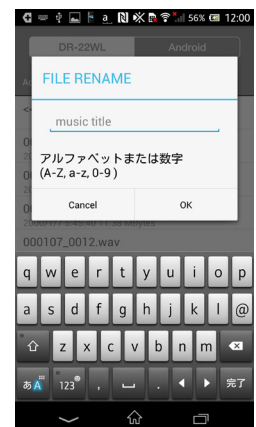 56% 12:00
DR-22WL Android
FILE RENAME
music title
アルファベットまたは数字
(A-Z, a-z, 0-9 )
Cancel OK
000107_0012.wav
q w e r t y u i o p
a s d f g h j k l @
z x c v b n m
あA 123 , . 完了